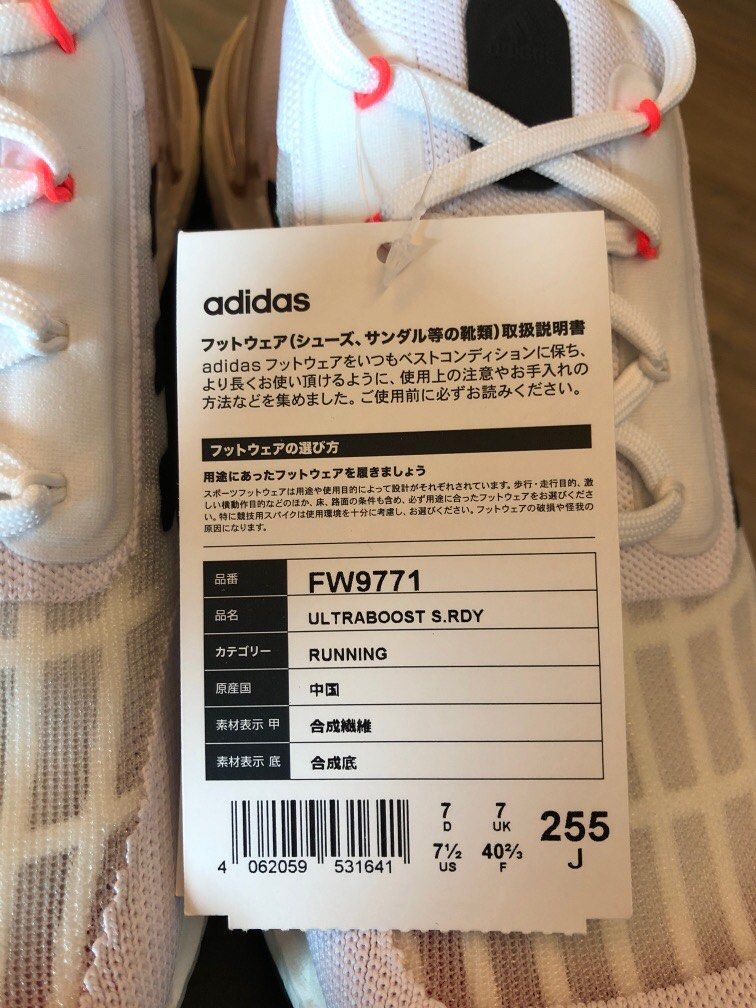 adidas
フットウェア(シューズ、サンダル等の靴類)取扱説明書
adidas フットウェアをいつもベストコンディションに保ち、
より長くお使い頂けるように、使用上の注意やお手入れの
方法などを集めました。ご使用前に必ずお読みください。
フットウェアの選び方
用途にあったフットウェアを履きましょう
スポーツフットウェアは用途や使用目的によって設計がそれぞれされています。歩行・走行目的、激
しい横動作目的などのほか、床、路面の条件も含め、必ず用途に合ったフットウェアをお選びくださ
い。特に競技用スパイクは使用環境を十分に考慮し、お選びください。フットウェアの破損や怪我の
原因になります。
品番 FW9771
品名 ULTRABOOST S.RDY
カテゴリー RUNNING
原産国 中国
素材表示 甲 合成繊維
素材表示 底 合成底
7 7 255
D UK J
7½ 40⅔
US F
4 062059 531641